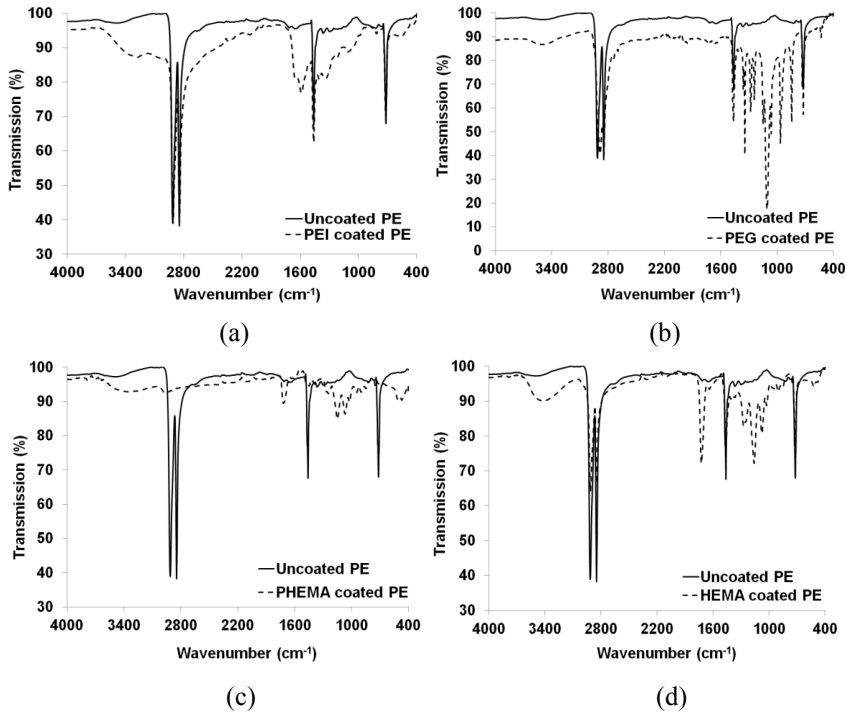 100
90
80
70
60
50
40
30
4000 3400 2800 2200 1600 1000 400
Transmission (%)
Wavenumber (cm-1)
Uncoated PE
PEI coated PE
(a)
100
90
80
70
60
50
40
30
20
10
0
4000 3400 2800 2200 1600 1000 400
Transmission (%)
Wavenumber (cm-1)
Uncoated PE
PEG coated PE
(b)
100
90
80
70
60
50
40
30
4000 3400 2800 2200 1600 1000 400
Transmission (%)
Wavenumber (cm-1)
Uncoated PE
PHEMA coated PE
(c)
100
90
80
70
60
50
40
30
4000 3400 2800 2200 1600 1000 400
Transmission (%)
Wavenumber (cm-1)
Uncoated PE
HEMA coated PE
(d)